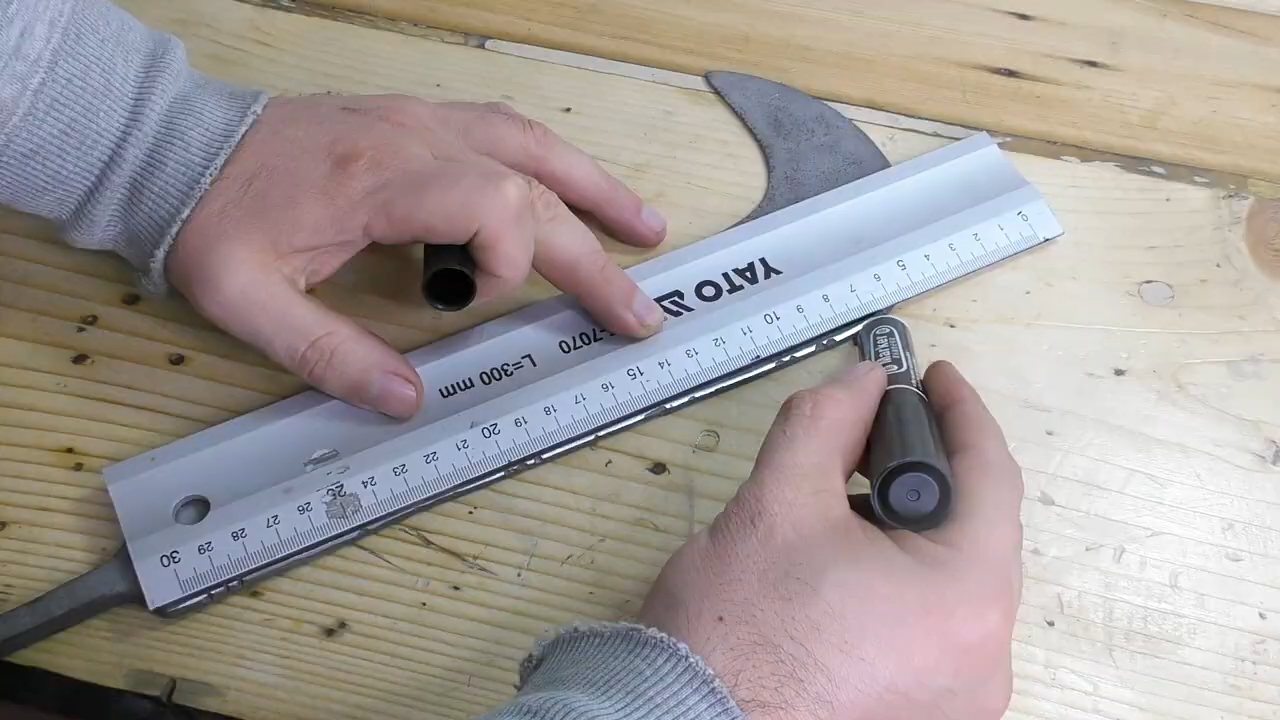 YATO
-7070 L=300 mm
0 1 2 3 4 5 6 7 8 9 10 11 12 13 14 15 16 17 18 19 20 21 22 23 24 25 26 27 28 29 30
Marker